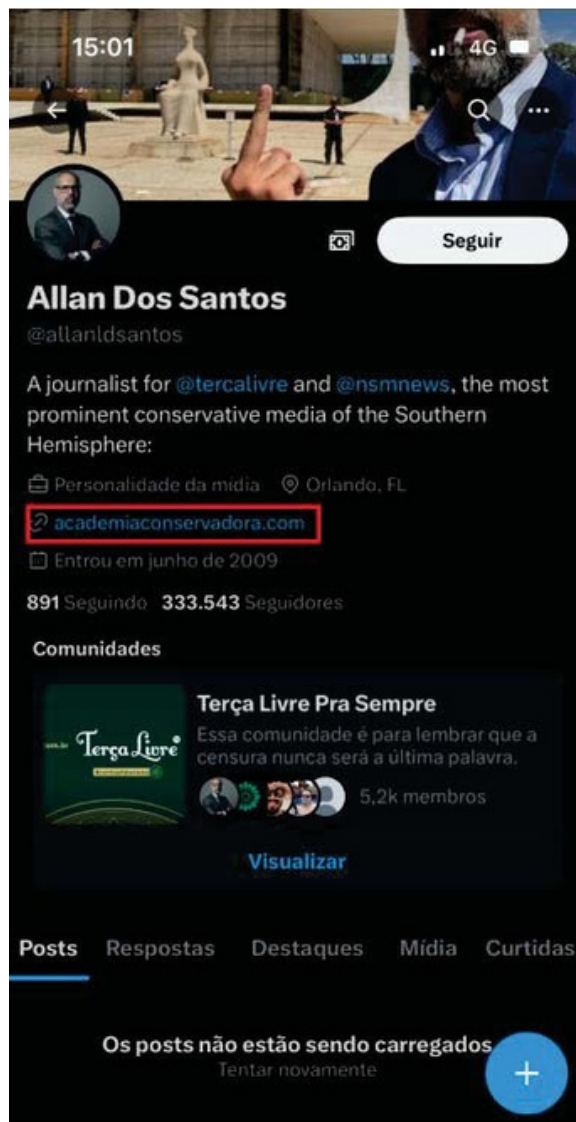 15:01
4G
Seguir
Allan Dos Santos
@allanldsantos
A journalist for @tercalivre and @nsmnews, the most
prominent conservative media of the Southern
Hemisphere:
Personalidade da mídia Orlando, FL
academiaconservadora.com
Entrou em junho de 2009
891 Seguindo 333.543 Seguidores
Comunidades
Terça Livre
Terça Livre Pra Sempre
Essa comunidade é para lembrar que a
censura nunca será a última palavra.
5,2k membros
Visualizar
Posts Respostas Destaques Mídia Curtidas
Os posts não estão sendo carregados
Tentar novamente